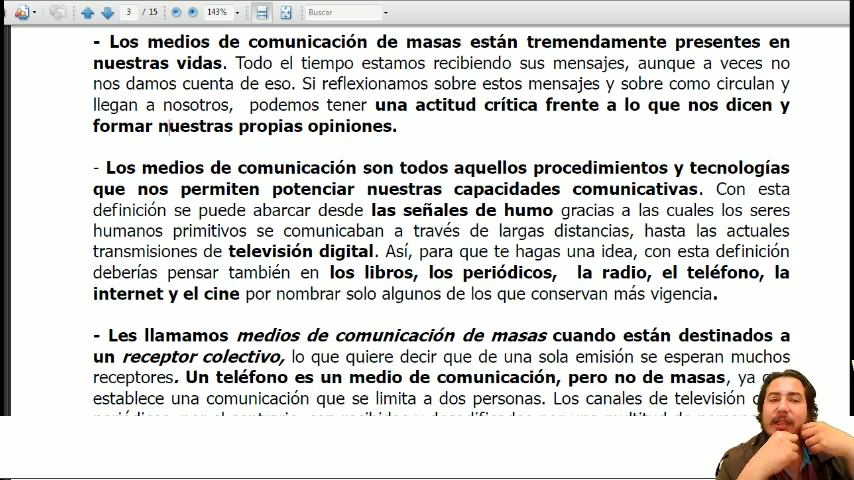 3 / 15 143% Buscar
- Los medios de comunicación de masas están tremendamente presentes en
nuestras vidas. Todo el tiempo estamos recibiendo sus mensajes, aunque a veces no
nos damos cuenta de eso. Si reflexionamos sobre estos mensajes y sobre como circulan y
llegan a nosotros, podemos tener una actitud crítica frente a lo que nos dicen y
formar nuestras propias opiniones.
- Los medios de comunicación son todos aquellos procedimientos y tecnologías
que nos permiten potenciar nuestras capacidades comunicativas. Con esta
definición se puede abarcar desde las señales de humo gracias a las cuales los seres
humanos primitivos se comunicaban a través de largas distancias, hasta las actuales
transmisiones de televisión digital. Así, para que te hagas una idea, con esta definición
deberías pensar también en los libros, los periódicos, la radio, el teléfono, la
internet y el cine por nombrar solo algunos de los que conservan más vigencia.
- Les llamamos medios de comunicación de masas cuando están destinados a
un receptor colectivo, lo que quiere decir que de una sola emisión se esperan muchos
receptores. Un teléfono es un medio de comunicación, pero no de masas, ya
establece una comunicación que se limita a dos personas. Los canales de televisión